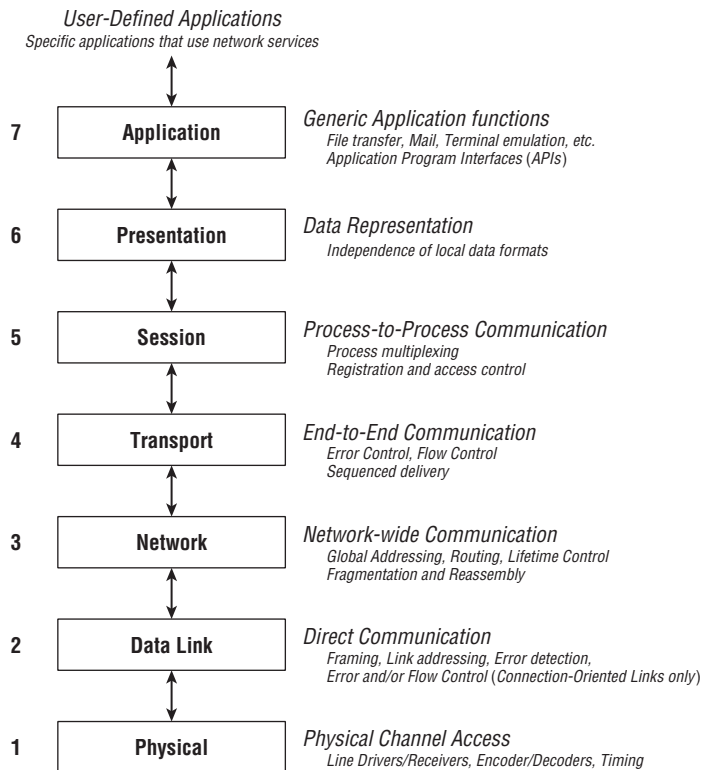 User-Defined Applications
Specific applications that use network services
7
Application
Generic Application functions
File transfer, Mail, Terminal emulation, etc.
Application Program Interfaces (APIs)
6
Presentation
Data Representation
Independence of local data formats
5
Session
Process-to-Process Communication
Process multiplexing
Registration and access control
4
Transport
End-to-End Communication
Error Control, Flow Control
Sequenced delivery
3
Network
Network-wide Communication
Global Addressing, Routing, Lifetime Control
Fragmentation and Reassembly
2
Data Link
Direct Communication
Framing, Link addressing, Error detection,
Error and/or Flow Control (Connection-Oriented Links only)
1
Physical
Physical Channel Access
Line Drivers/Receivers, Encoder/Decoders, Timing